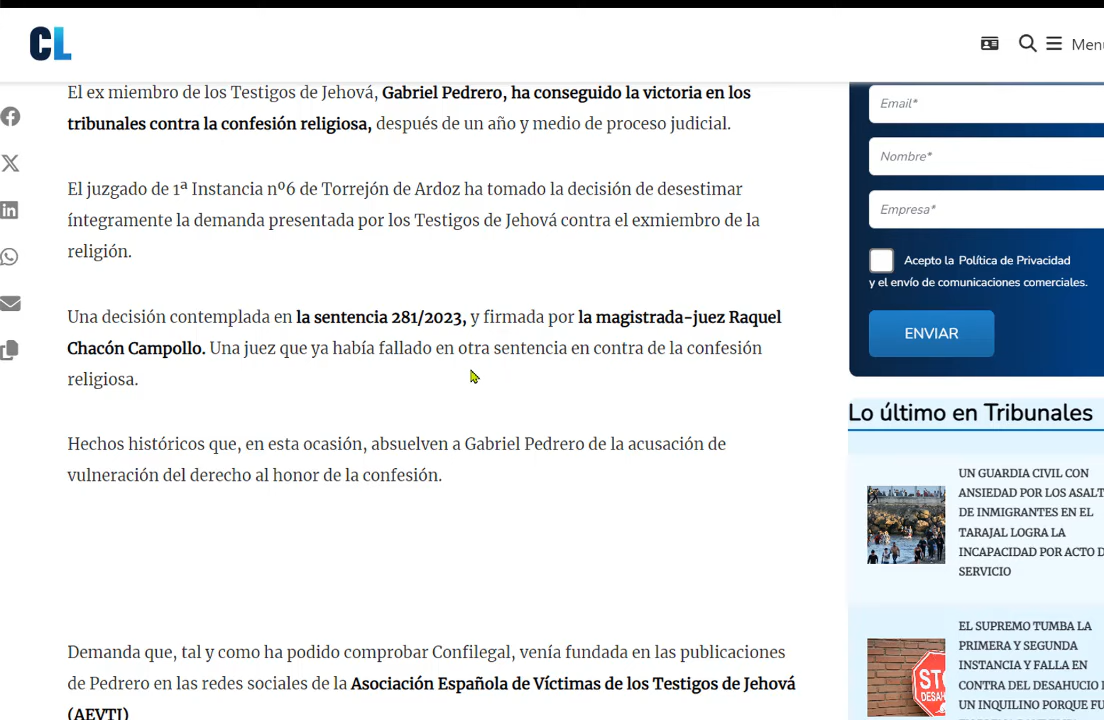 CL
Menú
El ex miembro de los Testigos de Jehová, Gabriel Pedrero, ha conseguido la victoria en los
tribunales contra la confesión religiosa, después de un año y medio de proceso judicial.
El juzgado de 1ª Instancia nº6 de Torrejón de Ardoz ha tomado la decisión de desestimar
íntegramente la demanda presentada por los Testigos de Jehová contra el exmiembro de la
religión.
Una decisión contemplada en la sentencia 281/2023, y firmada por la magistrada-juez Raquel
Chacón Campollo. Una juez que ya había fallado en otra sentencia en contra de la confesión
religiosa.
Hechos históricos que, en esta ocasión, absuelven a Gabriel Pedrero de la acusación de
vulneración del derecho al honor de la confesión.
Demanda que, tal y como ha podido comprobar Confilegal, venía fundada en las publicaciones
de Pedrero en las redes sociales de la Asociación Española de Víctimas de los Testigos de Jehová
(AEVTJ)
Email*
Nombre*
Empresa*
Acepto la Política de Privacidad
y el envío de comunicaciones comerciales.
ENVIAR
Lo último en Tribunales
UN GUARDIA CIVIL CON
ANSIEDAD POR LOS ASALT
DE INMIGRANTES EN EL
TARAJAL LOGRA LA
INCAPACIDAD POR ACTO D
SERVICIO
EL SUPREMO TUMBA LA
PRIMERA Y SEGUNDA
INSTANCIA Y FALLA EN
CONTRA DEL DESAHUCIO
UN INQUILINO PORQUE FU